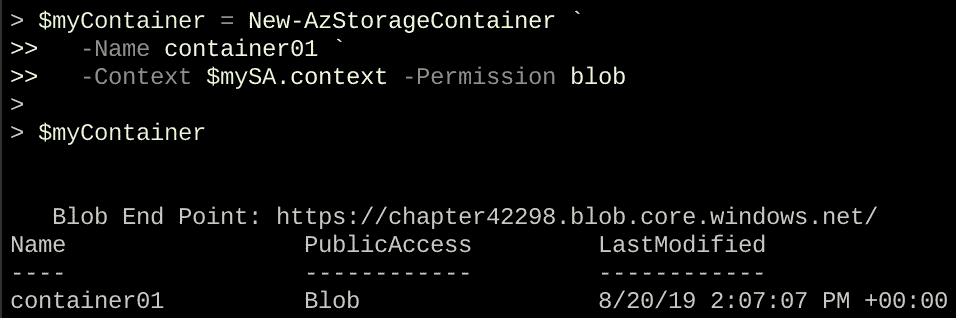 > $myContainer = New-AzStorageContainer `
>>   -Name container01 `
>>   -Context $mySA.context -Permission blob
>
> $myContainer
   Blob End Point: https://chapter42298.blob.core.windows.net/
Name                 PublicAccess         LastModified
----                 ------------         ------------
container01          Blob                 8/20/19 2:07:07 PM +00:00